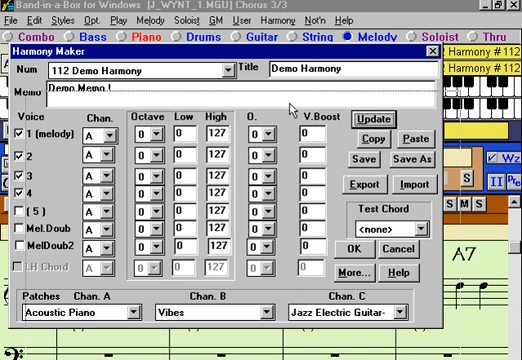 Band-in-a-Box for Windows [J_WYNT_1.MGU] Chorus 3/3
File Edit Styles Opt. Play Melody Soloist GM User Harmony Non't Help
Combo Bass Piano Drums Guitar String Melody Soloist Thru
Harmony Maker
Harmony # 112
Num 112 Demo Harmony Title Demo Harmony
Harmony # 112
Memo Demo Memo !
Voice Chan. Octave Low High O. V.Boost Update
1 (melody) A 0 0 127 0 0
Copy Paste
2 A 0 0 127 0 0
Save Save As
3 A 0 0 127 0 0
4 A 0 0 127 0 0
Export Import
( 5 ) A 0 0 127 0 0
Test Chord
Mel.Doub A 0 0 127 0 0
<none>
MelDoub2 A 0 0 127 0 0
OK Cancel
LH Chord A 0 0 127 0 0
More... Help
Patches Chan. A Chan. B Chan. C
Acoustic Piano Vibes Jazz Electric Guitar-
Wz
S
II Pre
S M S
A7